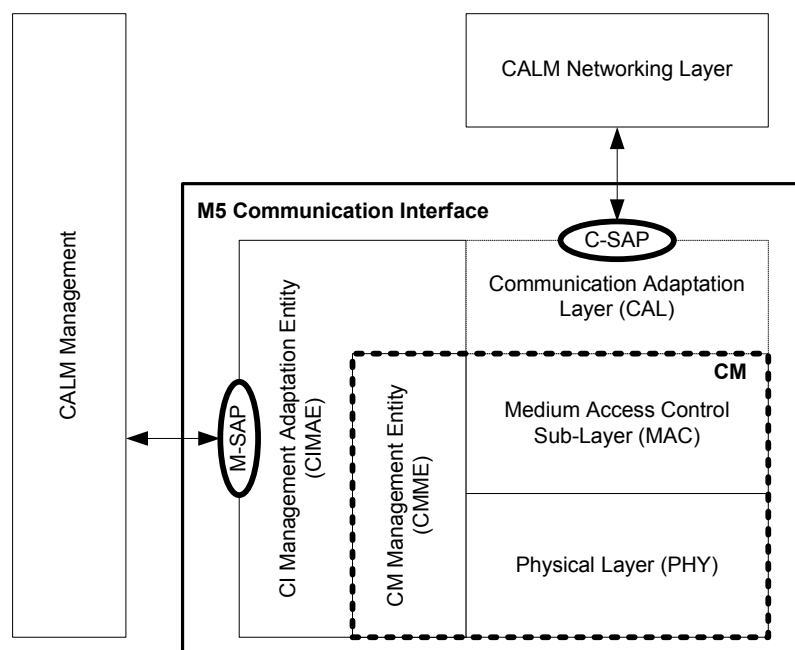 CALM Networking Layer
M5 Communication Interface
C-SAP
Communication Adaptation
Layer (CAL)
CM
Medium Access Control
Sub-Layer (MAC)
Physical Layer (PHY)
CALM Management
M-SAP
CI Management Adaptation Entity
(CIMAE)
CM Management Entity
(CMME)